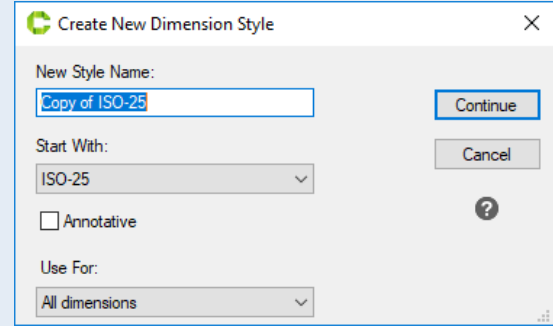 Create New Dimension Style
New Style Name:
Copy of ISO-25
Continue
Start With:
Cancel
ISO-25
Annotative
Use For:
All dimensions